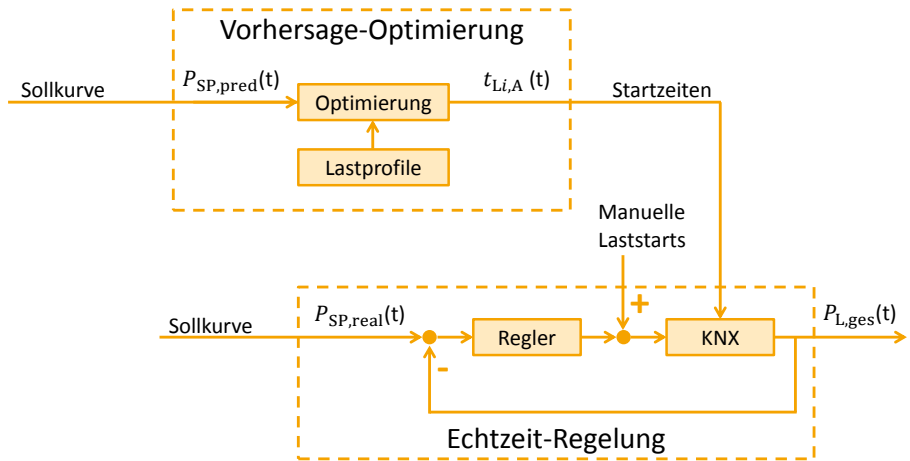 Vorhersage-Optimierung
Sollkurve
P_SP,pred(t)
t_Li,A (t)
Startzeiten
Optimierung
Lastprofile
Manuelle
Laststarts
+
Sollkurve
P_SP,real(t)
Regler
KNX
P_L,ges(t)
-
Echtzeit-Regelung